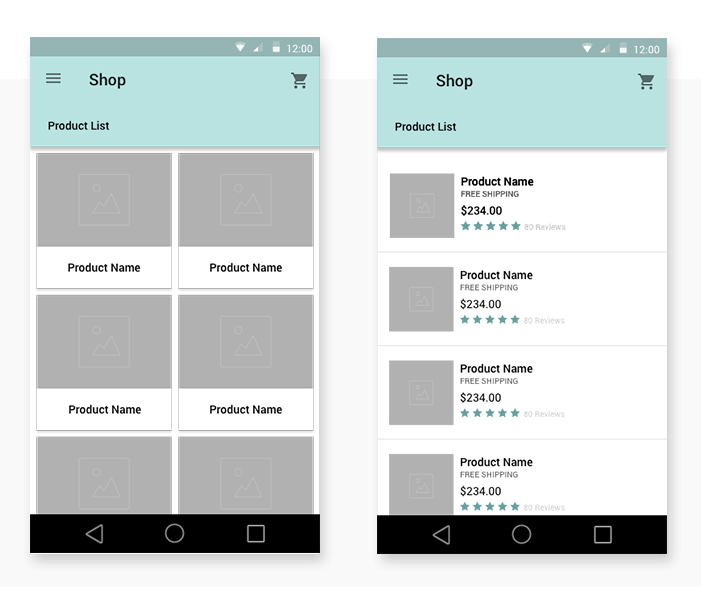 12:00
Shop
Product List
Product Name Product Name
Product Name Product Name
12:00
Shop
Product List
Product Name
FREE SHIPPING
$234.00
80 Reviews
Product Name
FREE SHIPPING
$234.00
80 Reviews
Product Name
FREE SHIPPING
$234.00
80 Reviews
Product Name
FREE SHIPPING
$234.00
80 Reviews